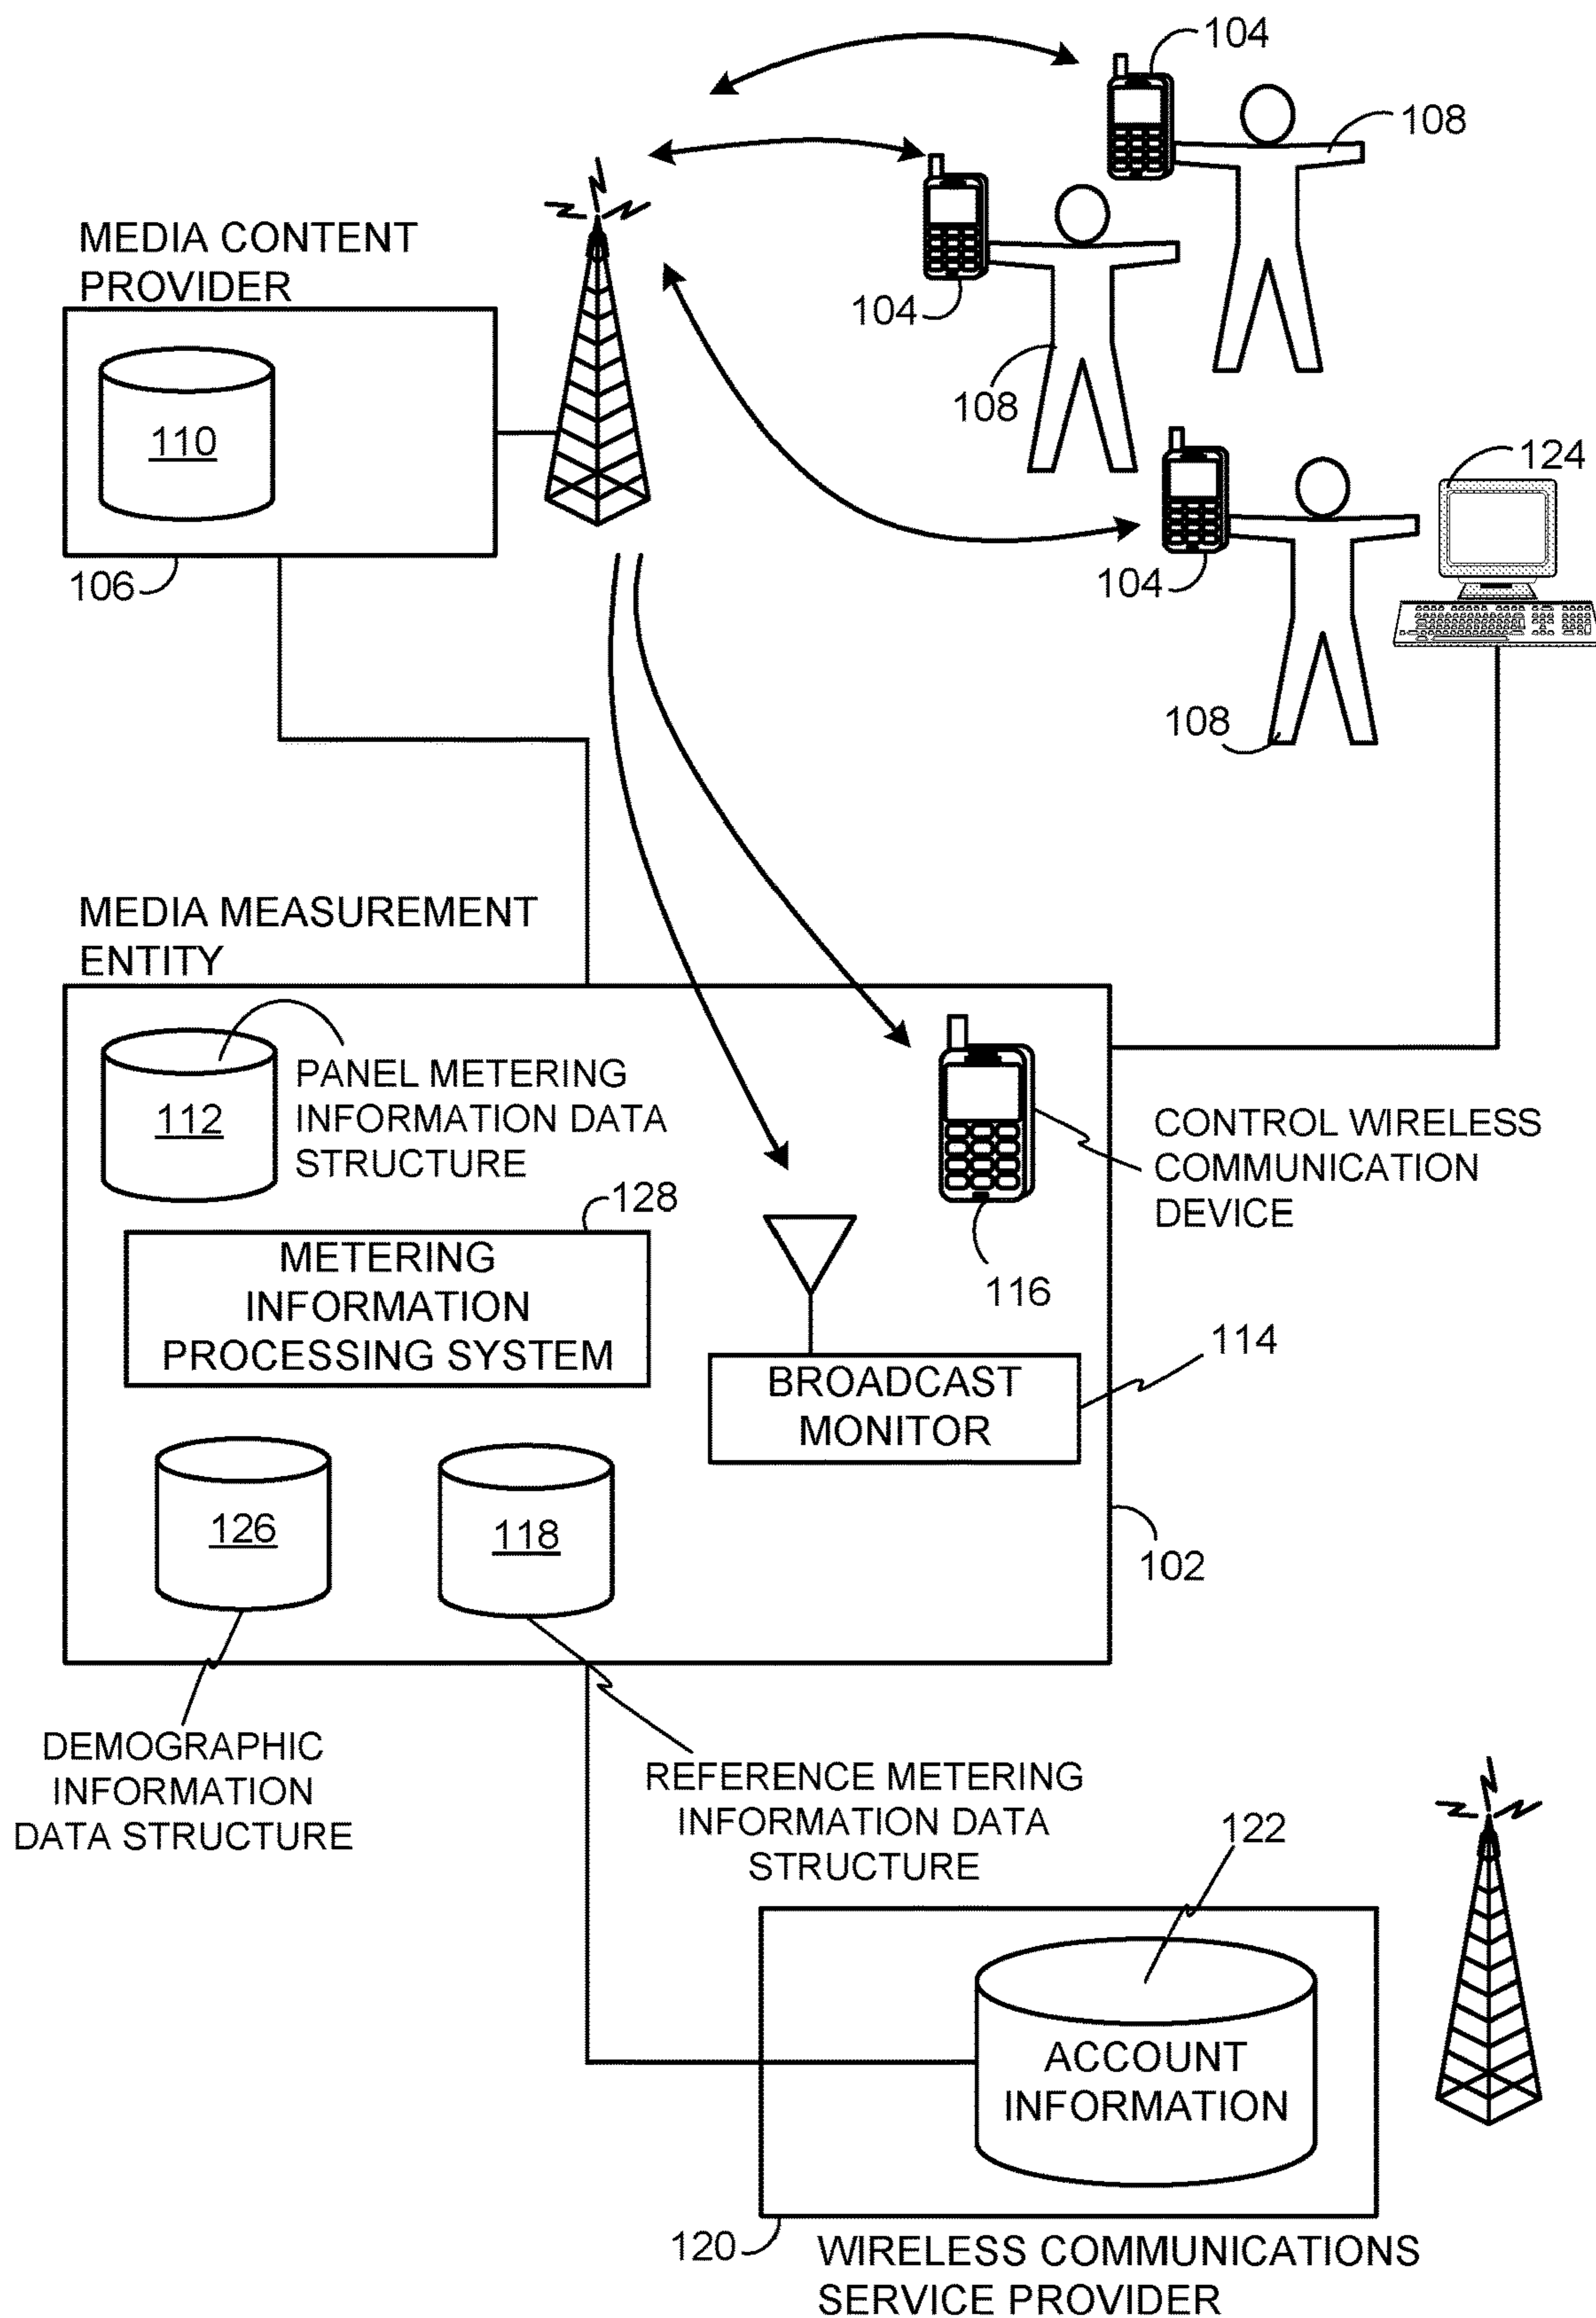 104
108
MEDIA CONTENT
PROVIDER
104
110
108
124
106
104
108
MEDIA MEASUREMENT
ENTITY
PANEL METERING
INFORMATION DATA
STRUCTURE
112
CONTROL WIRELESS
COMMUNICATION
DEVICE
128
METERING
INFORMATION
PROCESSING SYSTEM
116
114
BROADCAST
MONITOR
126
118
102
DEMOGRAPHIC
INFORMATION
DATA STRUCTURE
REFERENCE METERING
INFORMATION DATA
STRUCTURE
122
ACCOUNT
INFORMATION
120
WIRELESS COMMUNICATIONS
SERVICE PROVIDER